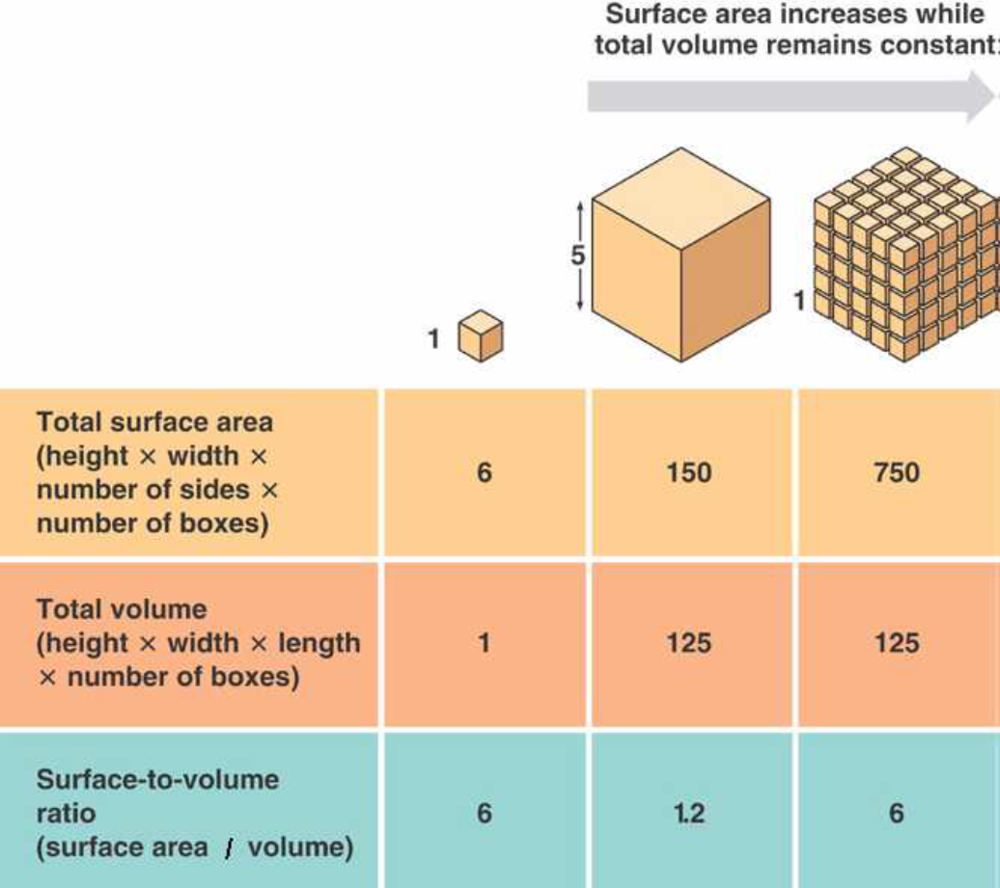 Surface area increases while
total volume remains constant
5
1
1
Total surface area
(height × width ×
number of sides ×
number of boxes)
6
150
750
Total volume
(height × width × length
× number of boxes)
1
125
125
Surface-to-volume
ratio
(surface area / volume)
6
1.2
6